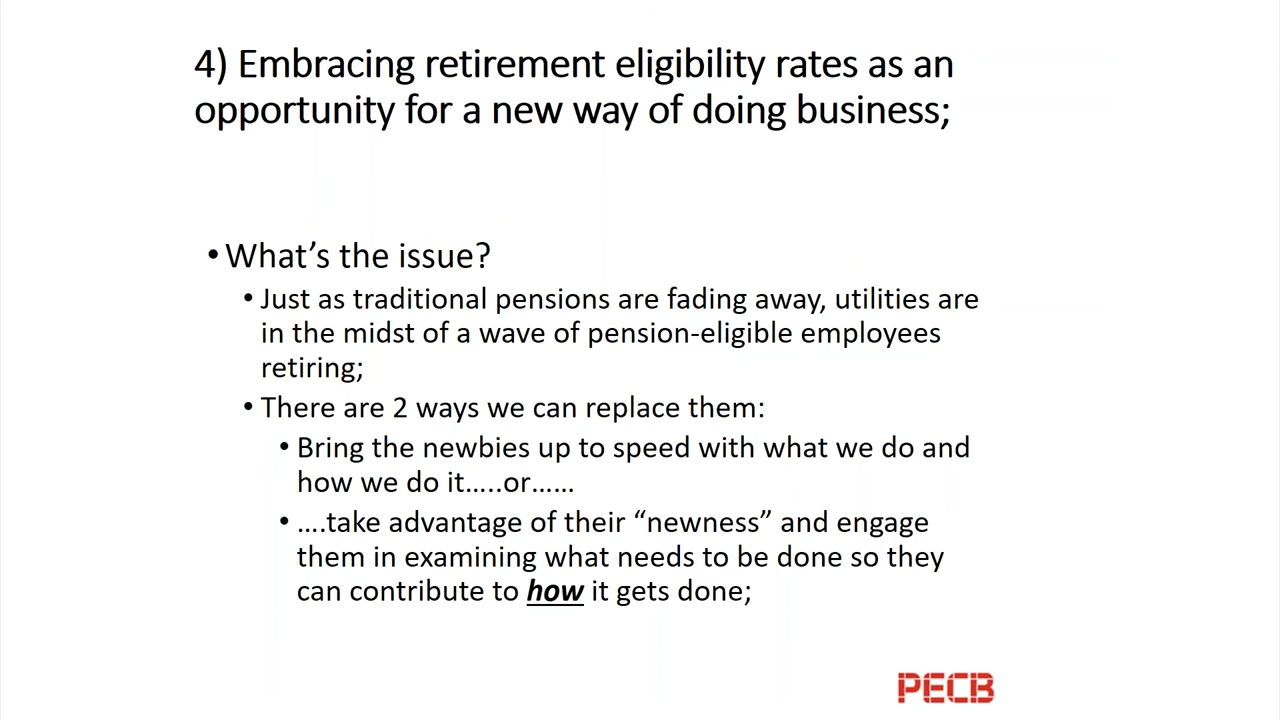 4) Embracing retirement eligibility rates as an
opportunity for a new way of doing business;
• What’s the issue?
• Just as traditional pensions are fading away, utilities are
in the midst of a wave of pension-eligible employees
retiring;
• There are 2 ways we can replace them:
• Bring the newbies up to speed with what we do and
how we do it…..or……
• ….take advantage of their “newness” and engage
them in examining what needs to be done so they
can contribute to how it gets done;
PECB